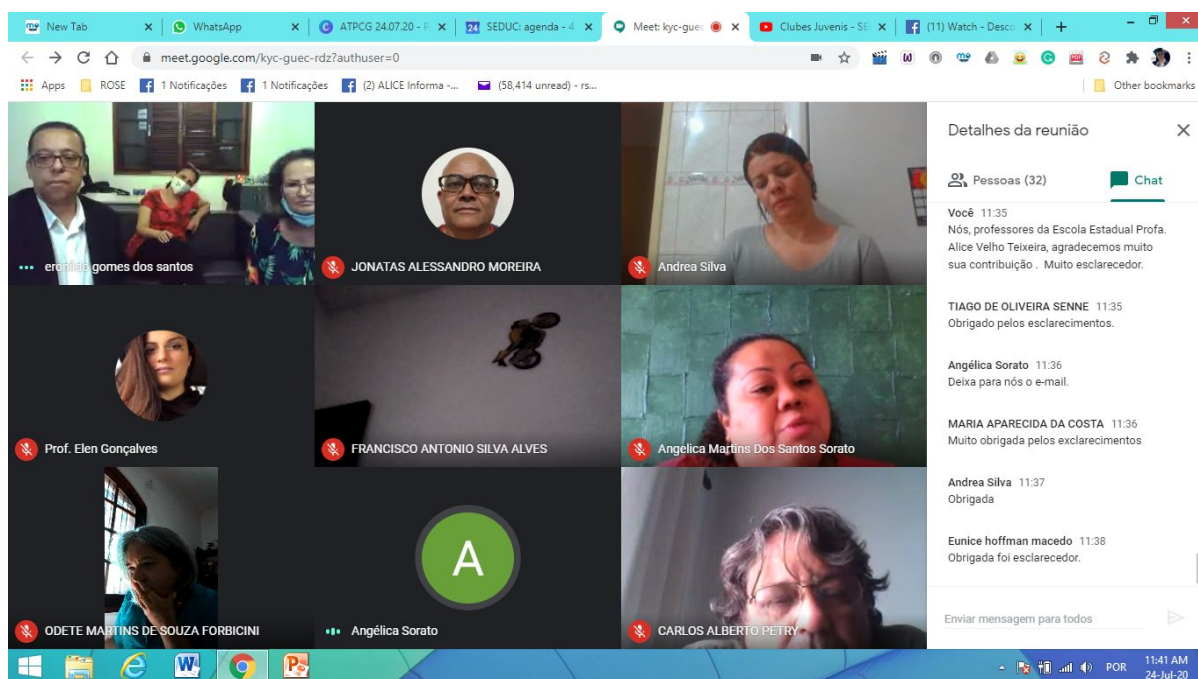 New Tab
WhatsApp
ATPCG 24.07.20 - P
24 SEDUC: agenda - 4
Meet: kyc-guec
Clubes Juvenis - SE
(11) Watch - Desco
meet.google.com/kyc-guec-rdz?authuser=0
Apps
ROSE
1 Notificações
1 Notificações
(2) ALICE Informa -...
(58,414 unread) - rs...
Other bookmarks
gomes dos santos
JONATAS ALESSANDRO MOREIRA
Andrea Silva
Prof. Elen Gonçalves
FRANCISCO ANTONIO SILVA ALVES
Angelica Martins Dos Santos Sorato
ODETE MARTINS DE SOUZA FORBICINI
A
Angélica Sorato
CARLOS ALBERTO PETRY
Detalhes da reunião
Pessoas (32)
Chat
Você 11:35
Nós, professores da Escola Estadual Profa.
Alice Velho Teixeira, agradecemos muito
sua contribuição . Muito esclarecedor.
TIAGO DE OLIVEIRA SENNE 11:35
Obrigado pelos esclarecimentos.
Angélica Sorato 11:36
Deixa para nós o e-mail.
MARIA APARECIDA DA COSTA 11:36
Muito obrigada pelos exclarecimentos
Andrea Silva 11:37
Obrigada
Eunice hoffman macedo 11:38
Obrigada foi esclarecedor.
Enviar mensagem para todos
POR
11:41 AM
24-Jul-20